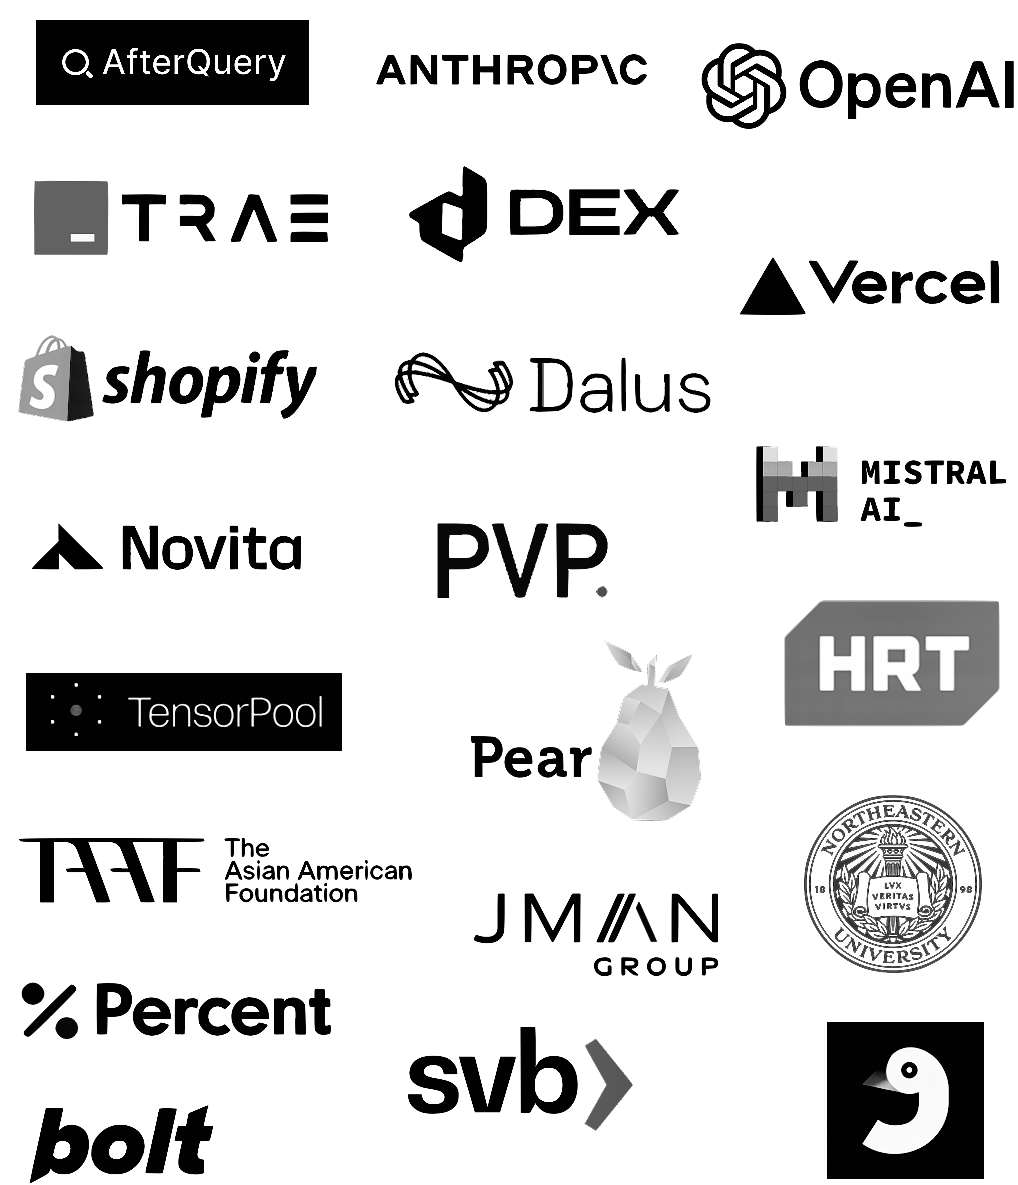 AfterQuery
ANTHROP\C
OpenAI
TRAE
DEX
Vercel
S
shopify
Dalus
MISTRAL
AI_
Novita
PVP.
HRT
TensorPool
Pear
NORTHEASTERN
18 98
LVX
VERITAS
VIRTVS
UNIVERSITY
TAAF
The
Asian American
Foundation
JMAN
GROUP
% Percent
svb
bolt